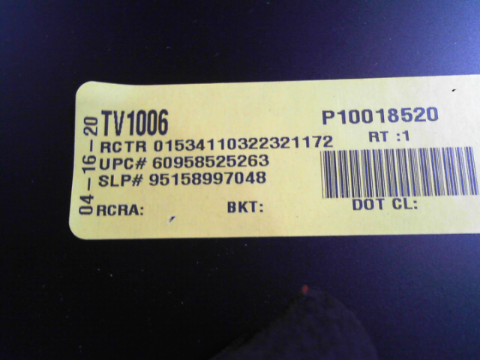 04-16-20
TV1006 P10018520
RCTR 01534110322321172 RT :1
UPC# 60958525263
SLP# 95158997048
RCRA: BKT: DOT CL: